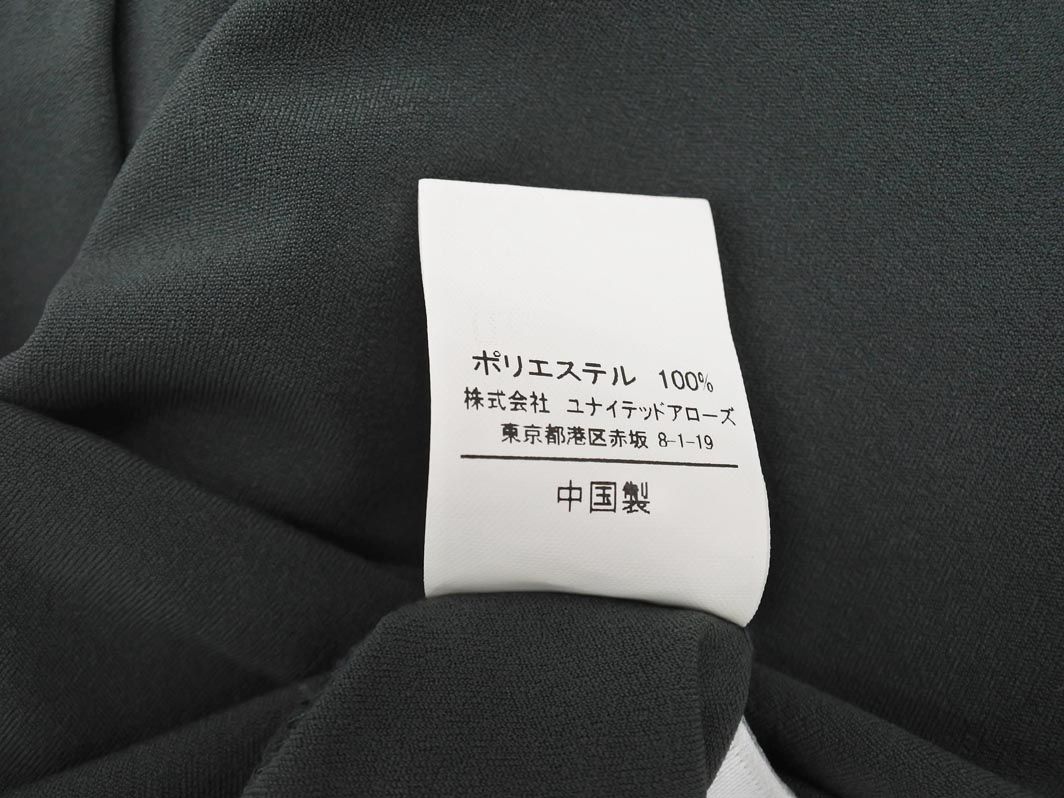 ポリエステル 100%
株式会社 ユナイテッドアローズ
東京都港区赤坂 8-1-19
中国製